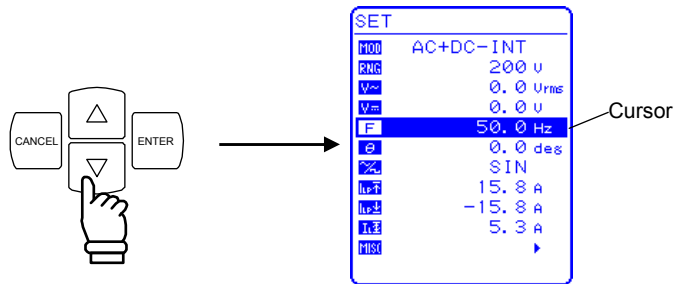 SET
MOD AC+DC-INT
RNG 200 V
V~ 0.0 Vrms
V⎓ 0.0 V
F 50.0 Hz
θ 0.0 deg
SIN
15.8 A
-15.8 A
5.3 A
MISC
Cursor
CANCEL
ENTER